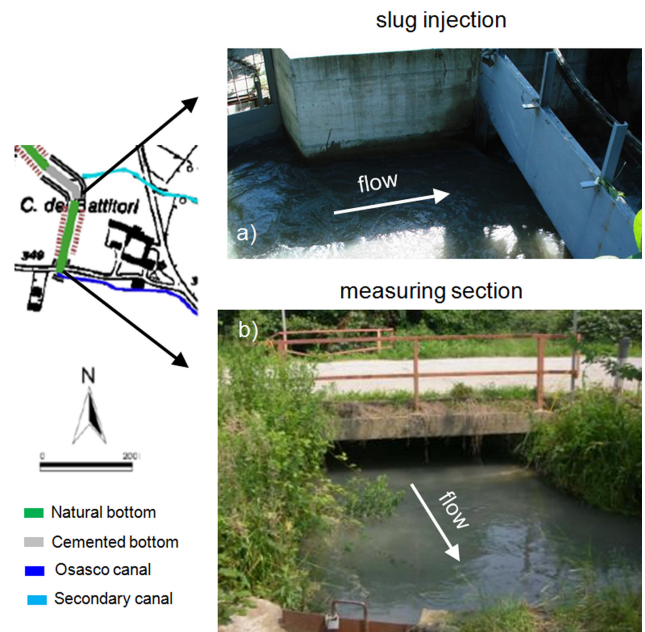 slug injection
flow
a)
C. dei Battitori
349
3
measuring section
b)
flow
N
0
200
Natural bottom
Cemented bottom
Osasco canal
Secondary canal